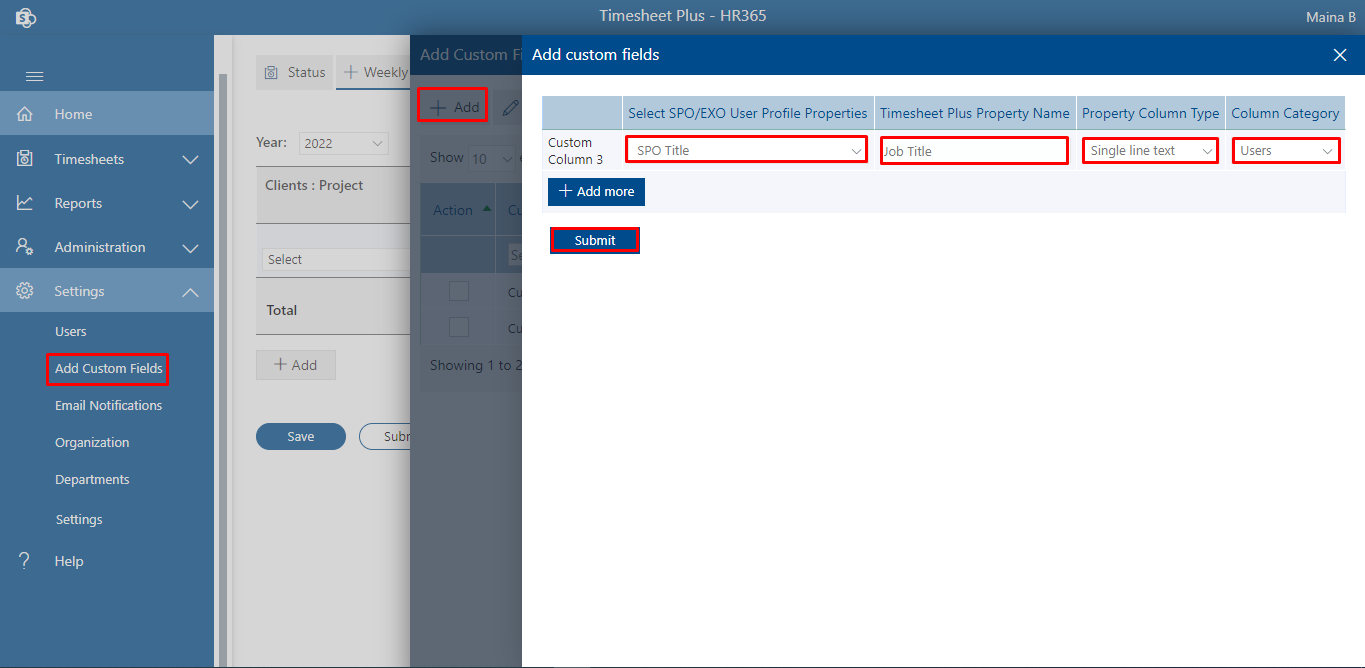 Timesheet Plus - HR365
Maina B
Home
Timesheets
Reports
Administration
Settings
Users
Add Custom Fields
Email Notifications
Organization
Departments
Settings
? Help
Status
+ Weekly
Year: 2022
Clients : Project
Select
Total
+ Add
Save
Subr
Add Custom Fi
+ Add
Show 10
Action Cu
Se
Cu
Cu
Showing 1 to 2
Add custom fields
Select SPO/EXO User Profile Properties Timesheet Plus Property Name Property Column Type Column Category
Custom
Column 3
SPO Title Job Title Single line text Users
+ Add more
Submit